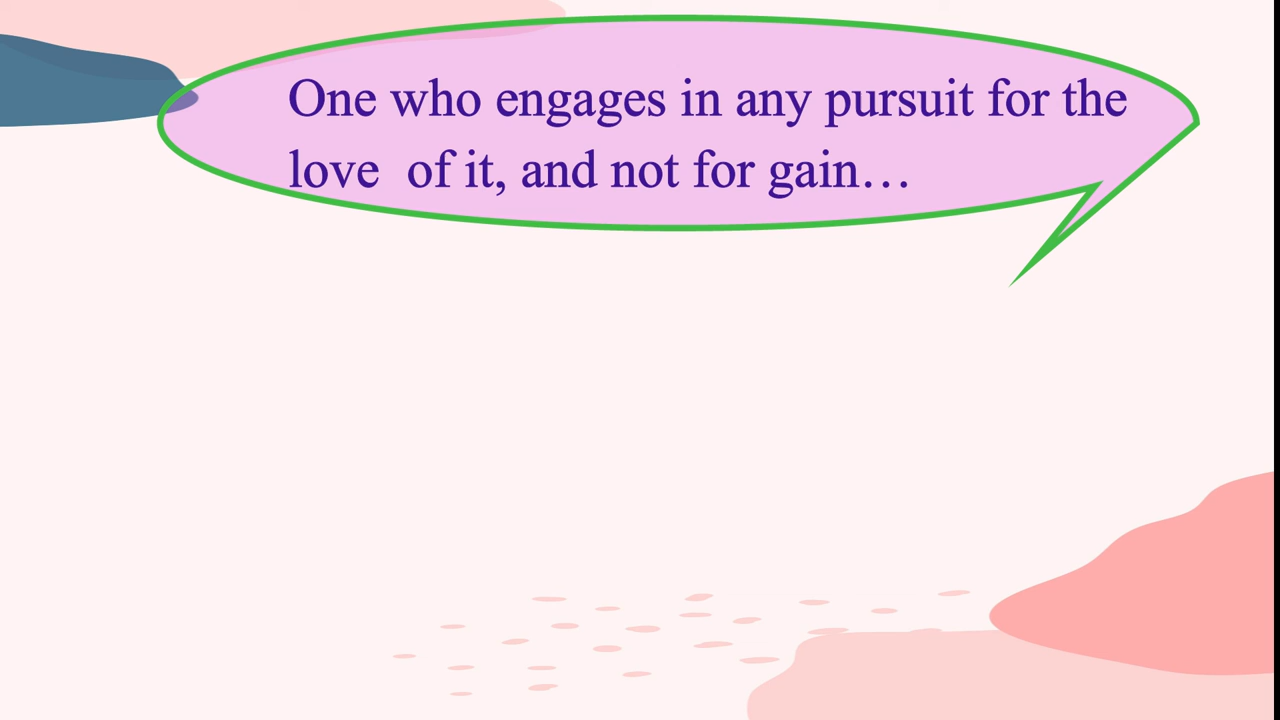 One who engages in any pursuit for the
love  of it, and not for gain…